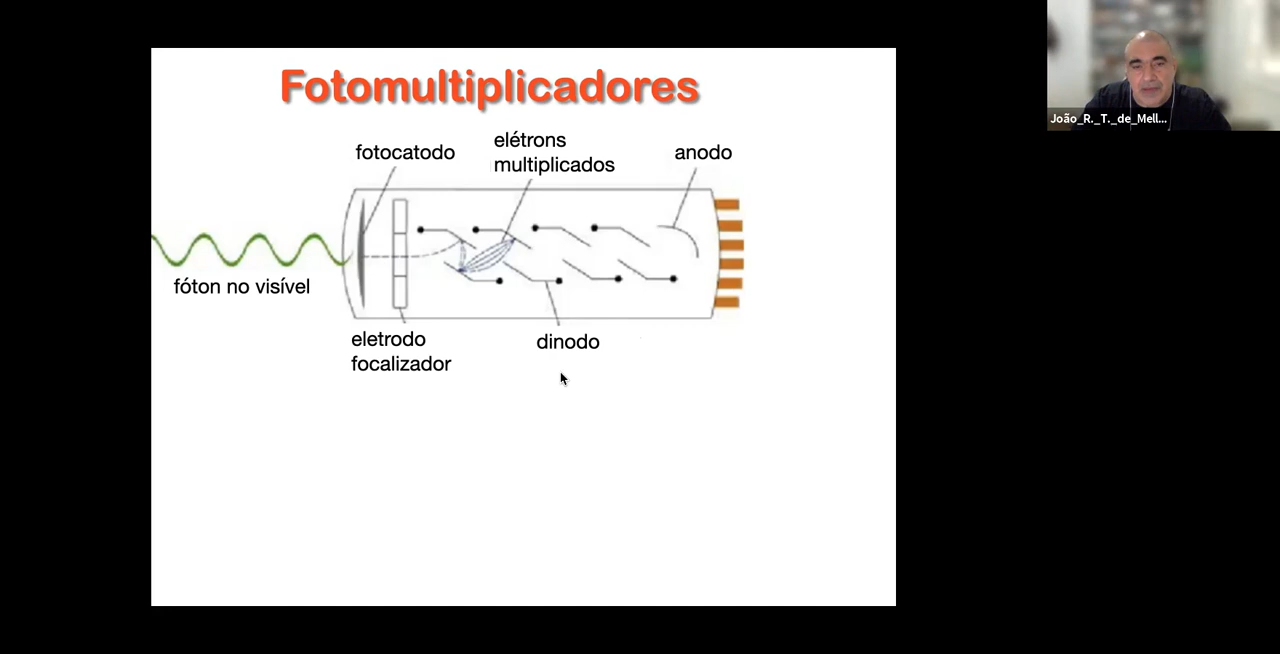 Fotomultiplicadores
fotocatodo
elétrons
multiplicados
anodo
fóton no visível
eletrodo
focalizador
dinodo
João_R._T._de_Mell...